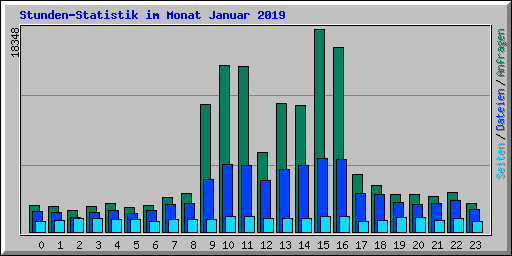 Stunden-Statistik im Monat Januar 2019
18348
Seiten / Dateien / Anfragen
0 1 2 3 4 5 6 7 8 9 10 11 12 13 14 15 16 17 18 19 20 21 22 23